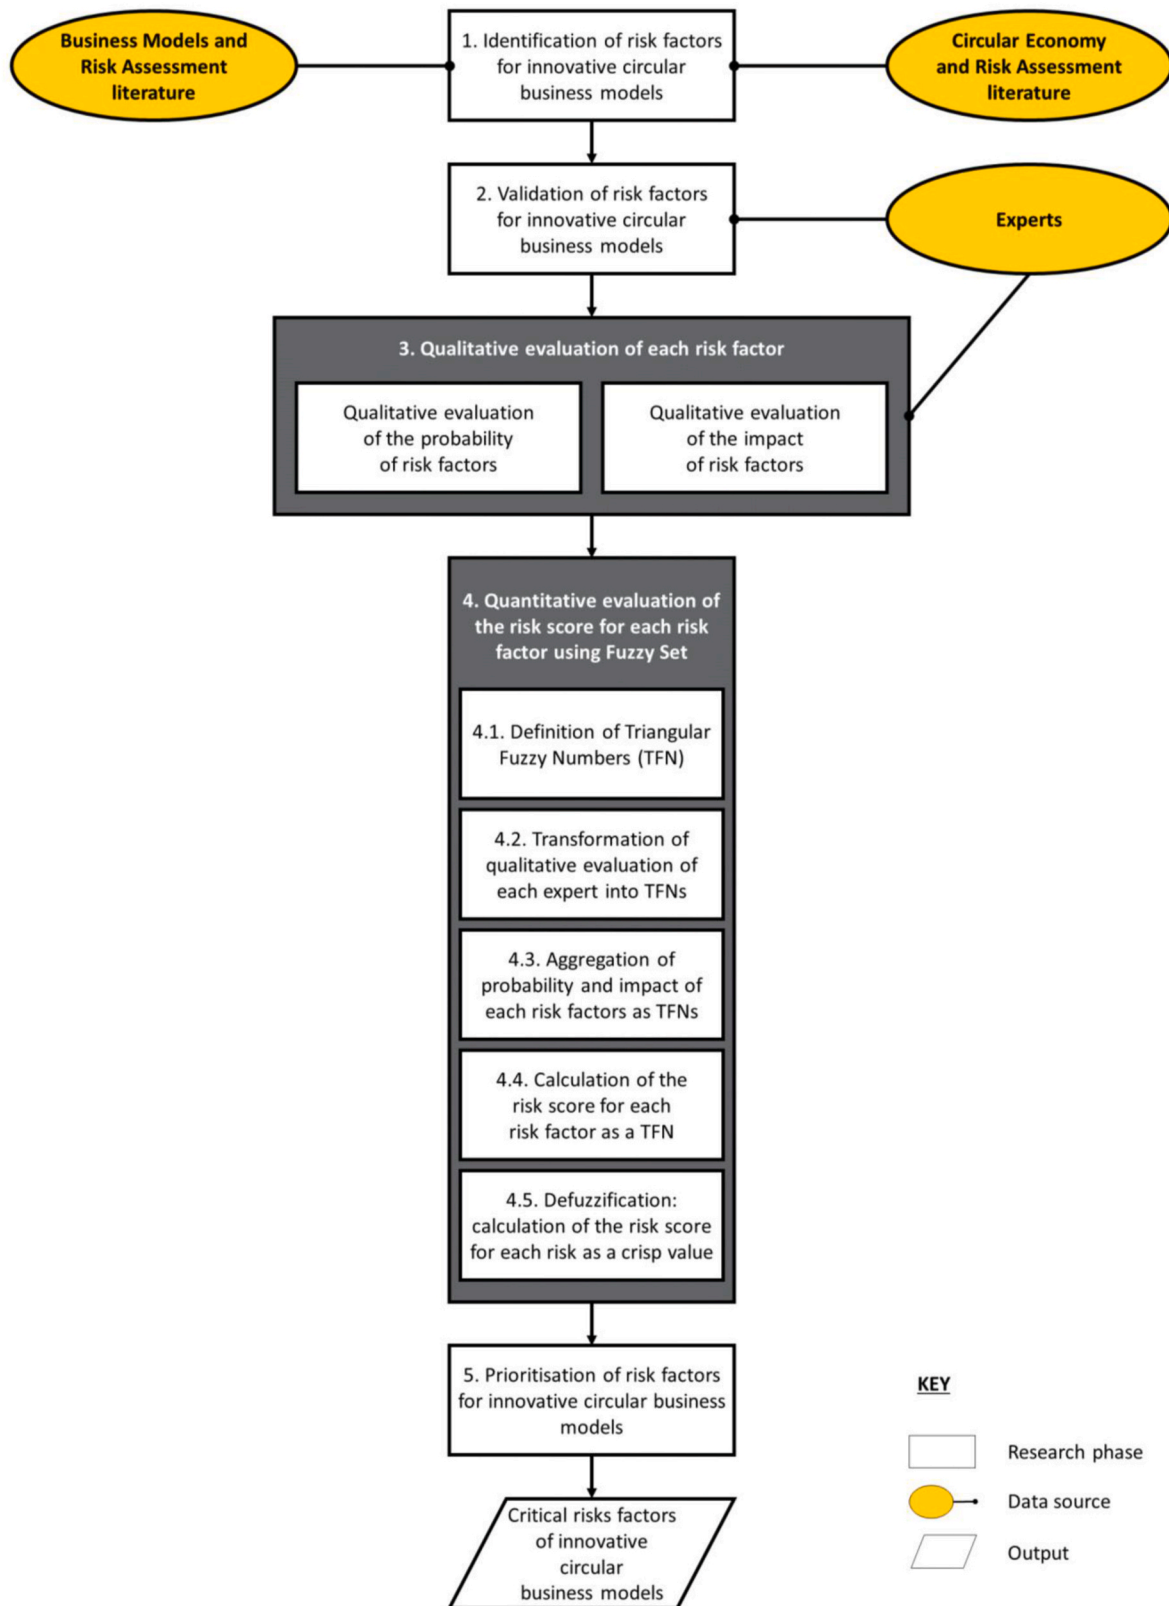 Business Models and
Risk Assessment
literature
1. Identification of risk factors
for innovative circular
business models
Circular Economy
and Risk Assessment
literature
2. Validation of risk factors
for innovative circular
business models
Experts
3. Qualitative evaluation of each risk factor
Qualitative evaluation
of the probability
of risk factors
Qualitative evaluation
of the impact
of risk factors
4. Quantitative evaluation of
the risk score for each risk
factor using Fuzzy Set
4.1. Definition of Triangular
Fuzzy Numbers (TFN)
4.2. Transformation of
qualitative evaluation of
each expert into TFNs
4.3. Aggregation of
probability and impact of
each risk factors as TFNs
4.4. Calculation of the
risk score for each
risk factor as a TFN
4.5. Defuzzification:
calculation of the risk score
for each risk as a crisp value
5. Prioritisation of risk factors
for innovative circular business
models
Critical risks factors
of innovative
circular
business models
KEY
Research phase
Data source
Output